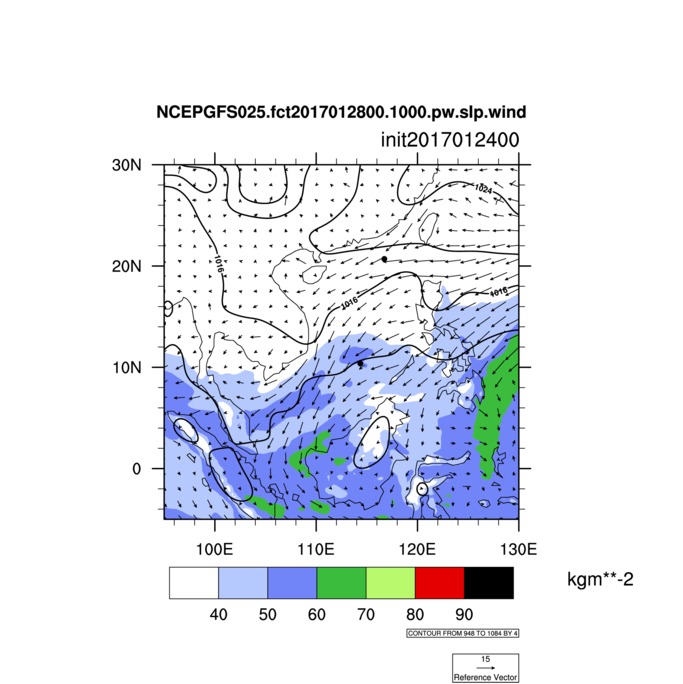 NCEPGFS025.fct2017012800.1000.pw.slp.wind
init2017012400
30N
1024
20N
1016
1016
1016
10N
0
100E 110E 120E 130E
kgm**-2
40 50 60 70 80 90
CONTOUR FROM 948 TO 1084 BY 4
15
Reference Vector